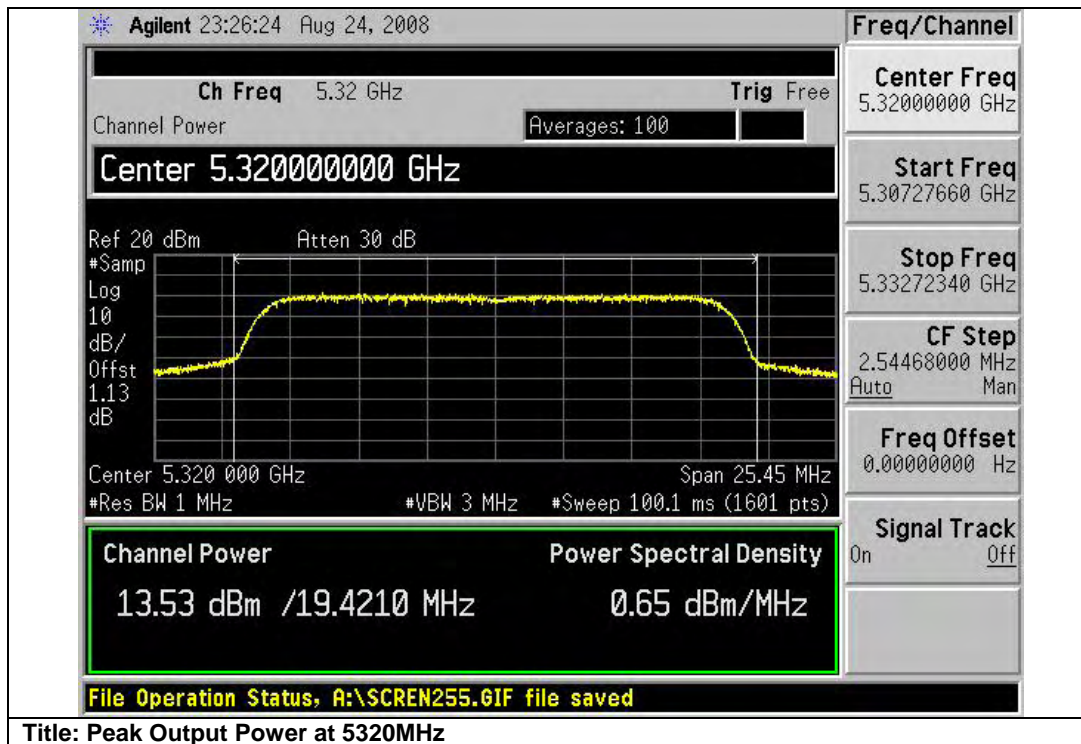 Agilent 23:26:24 Aug 24, 2008
Freq/Channel
Ch Freq 5.32 GHz Trig Free
Channel Power Averages: 100
Center 5.320000000 GHz
Ref 20 dBm Atten 30 dB
#Samp
Log
10
dB/
Offst
1.13
dB
Center 5.320 000 GHz Span 25.45 MHz
#Res BW 1 MHz #VBW 3 MHz #Sweep 100.1 ms (1601 pts)
Channel Power Power Spectral Density
13.53 dBm /19.4210 MHz 0.65 dBm/MHz
File Operation Status, A:\SCREN255.GIF file saved
Center Freq
5.32000000 GHz
Start Freq
5.30727660 GHz
Stop Freq
5.33272340 GHz
CF Step
2.54468000 MHz
Auto Man
Freq Offset
0.00000000 Hz
Signal Track
On Off
Title: Peak Output Power at 5320MHz